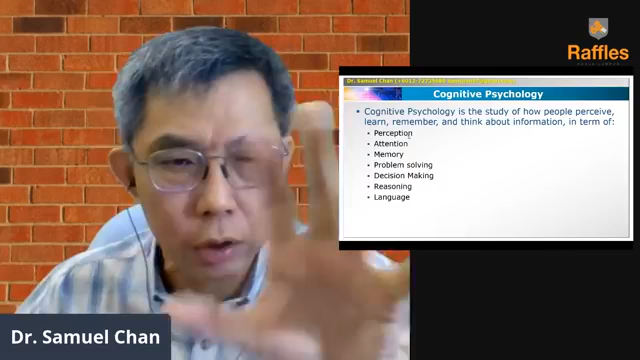 Raffles
Cognitive Psychology
Cognitive Psychology is the study of how people perceive,
learn, remember, and think about information, in term of:
Perception
Attention
Memory
Problem solving
Decision Making
Reasoning
Language
Dr. Samuel Chan